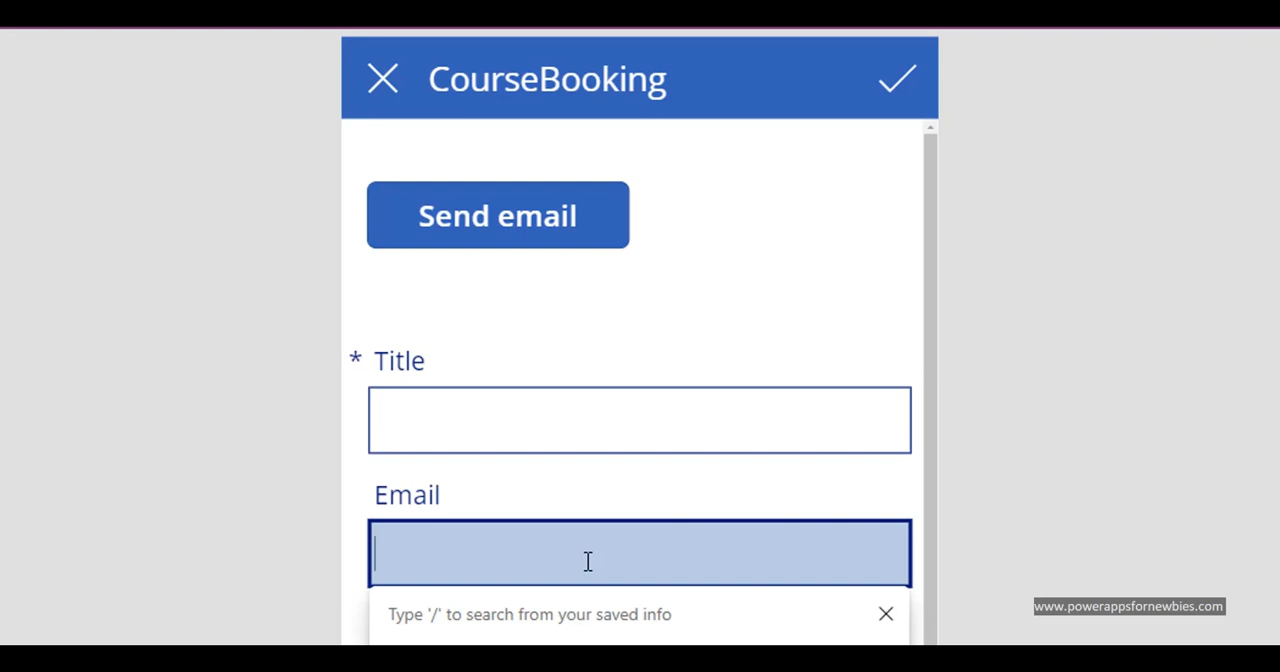 CourseBooking
Send email
* Title
Email
Type '/' to search from your saved info
www.powerappsfornewbies.com